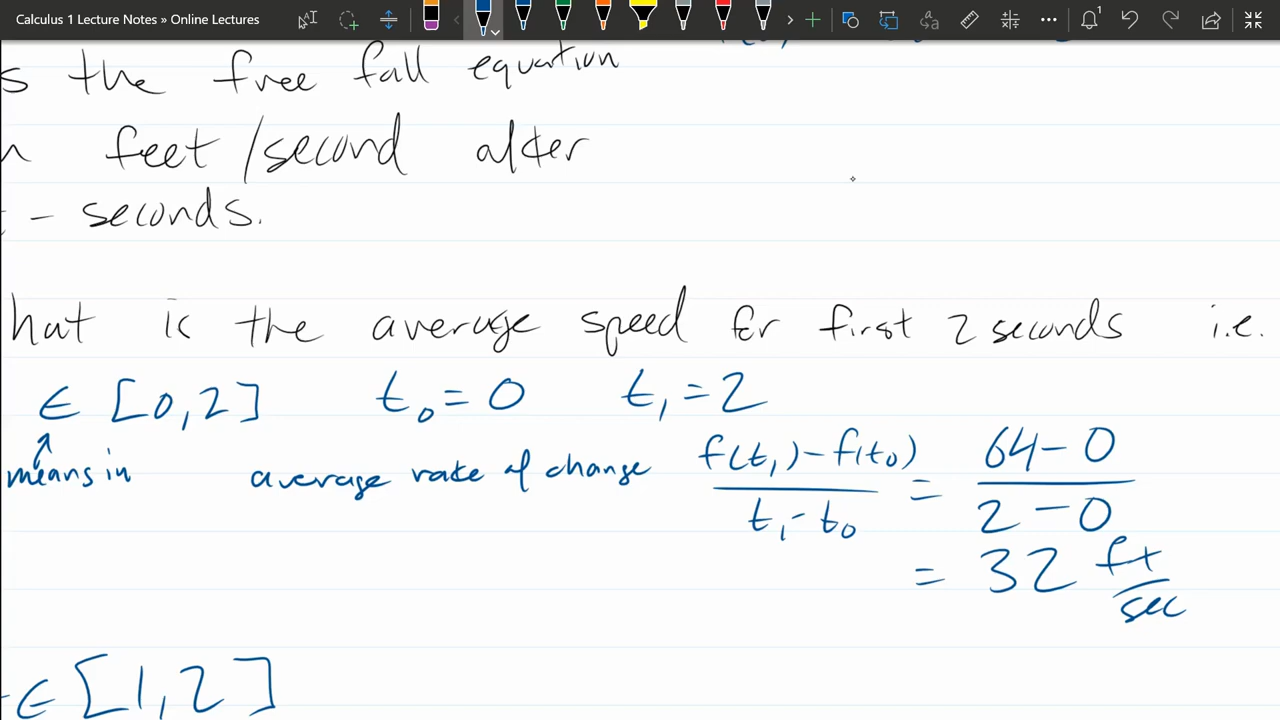 Calculus 1 Lecture Notes » Online Lectures
s the free fall equation
n feet/second after
t - seconds.
hat is the average speed for first 2 seconds i.e.
∈ [0,2] t₀ = 0 t₁ = 2
means in average rate of change f(t₁) - f(t₀) / t₁ - t₀ = 64 - 0 / 2 - 0
= 32 ft/sec
∈ [1,2]